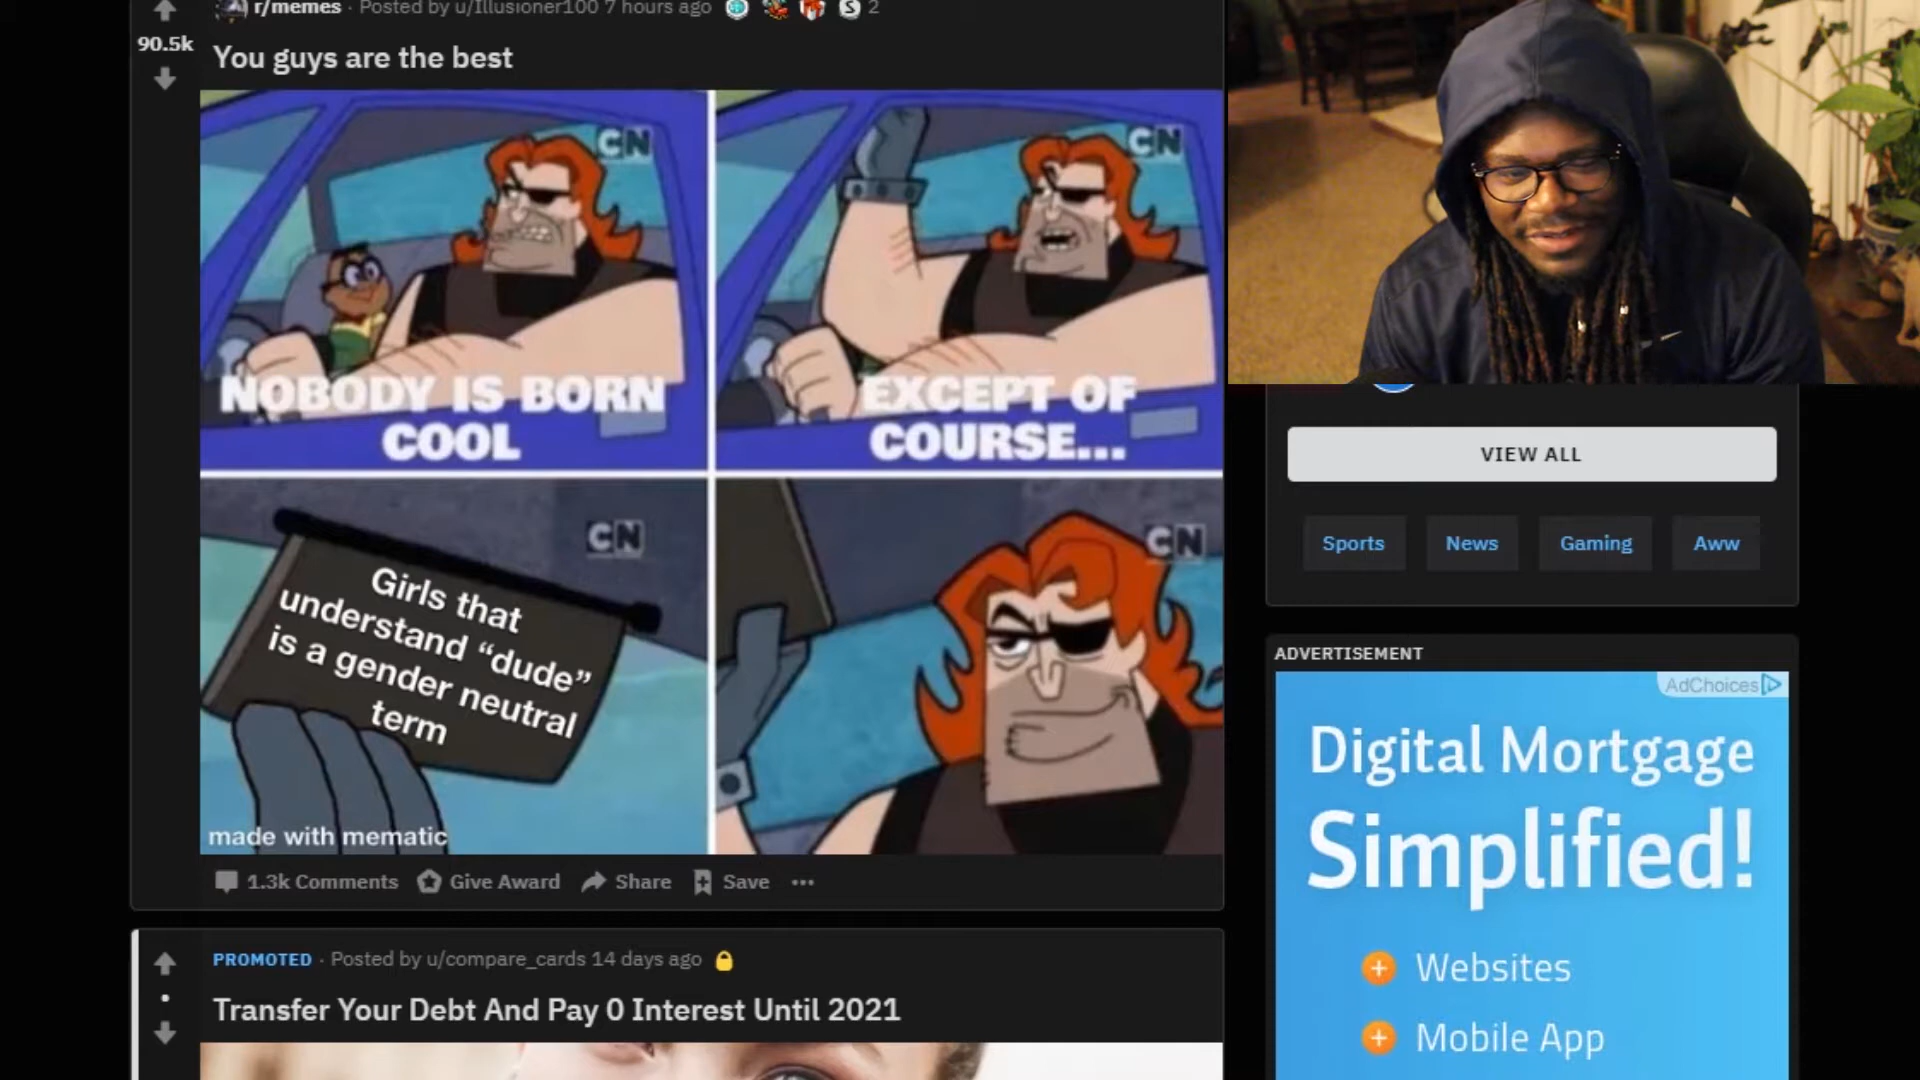 r/memes · Posted by u/Illusioner100 7 hours ago S 2
90.5k
You guys are the best
CN
CN
NOBODY IS BORN
COOL
EXCEPT OF
COURSE...
CN
CN
Girls that
understand “dude”
is a gender neutral
term
made with mematic
1.3k Comments Give Award Share Save ...
PROMOTED · Posted by u/compare_cards 14 days ago
Transfer Your Debt And Pay 0 Interest Until 2021
VIEW ALL
Sports News Gaming Aww
ADVERTISEMENT
AdChoices
Digital Mortgage
Simplified!
Websites
Mobile App